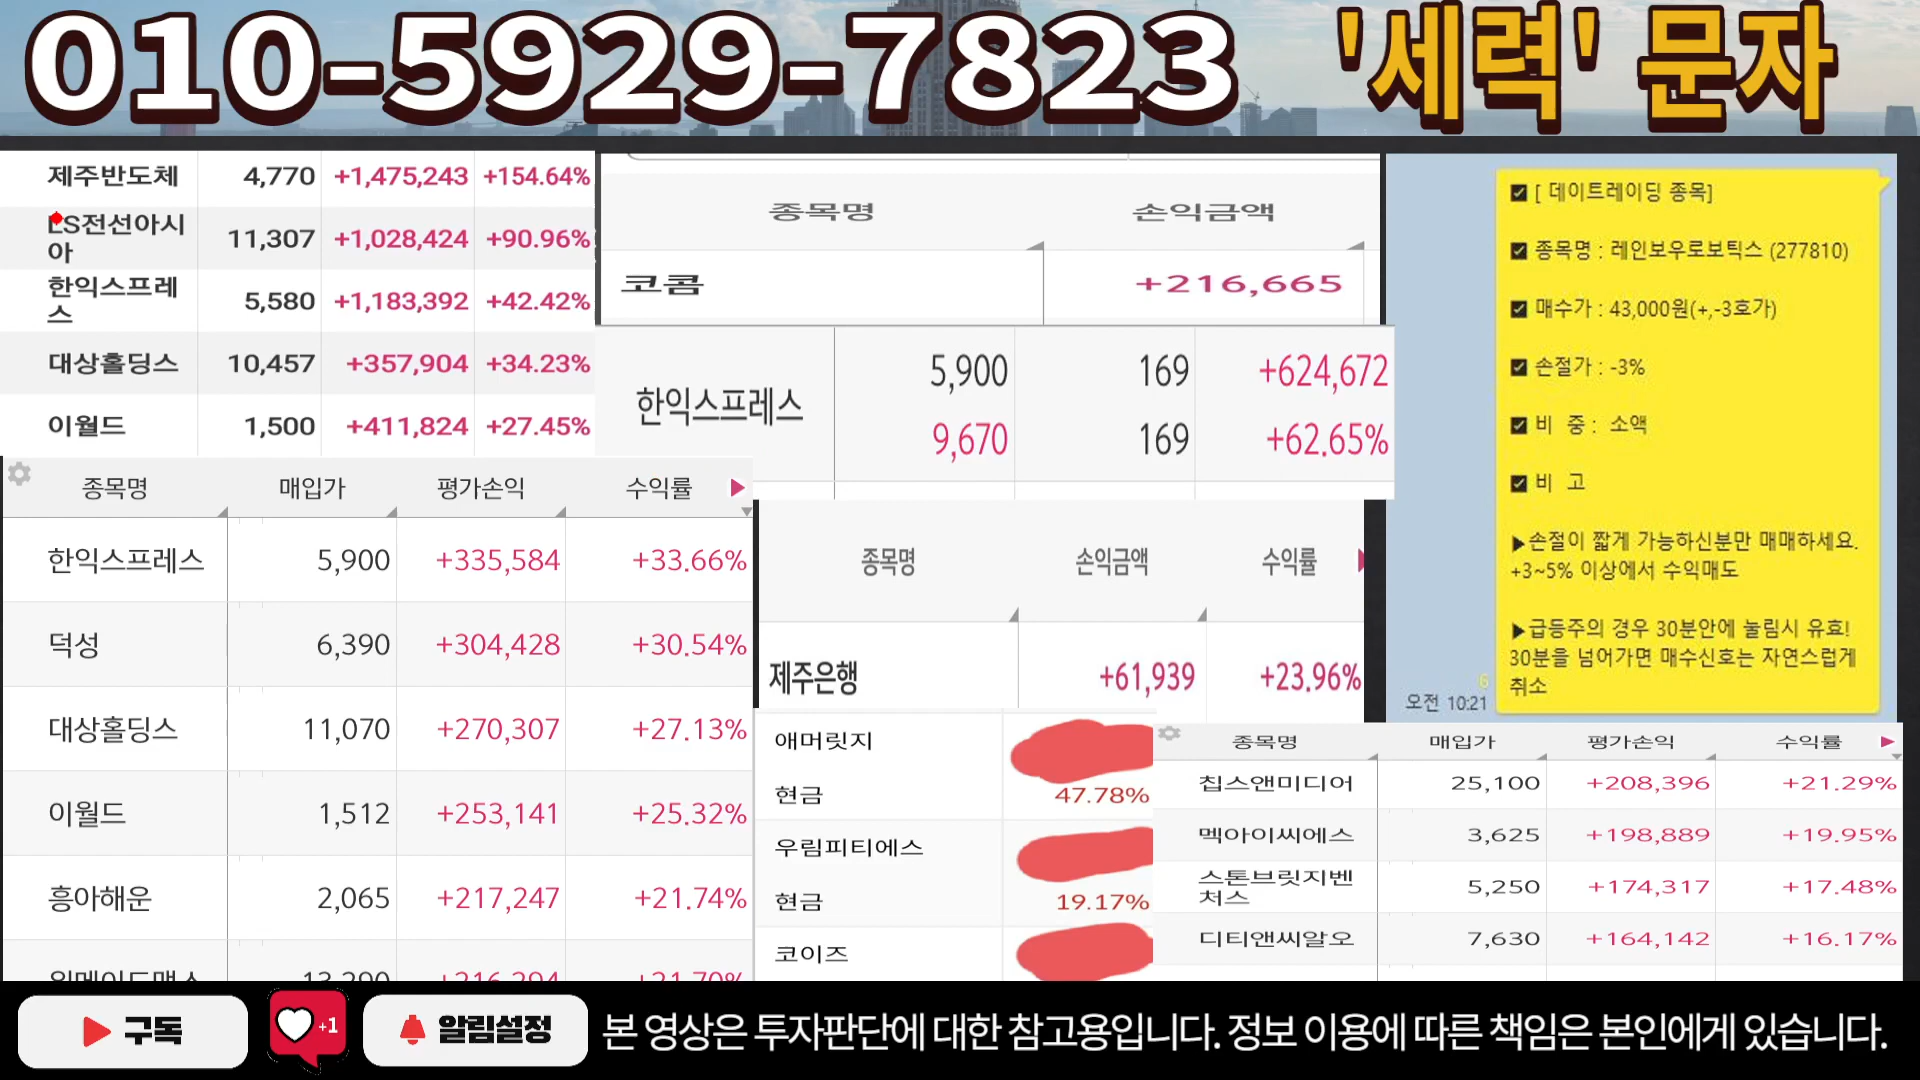 010-5929-7823 '세력' 문자
제주반도체 4,770 +1,475,243 +154.64%
LS전선아시아 11,307 +1,028,424 +90.96%
한익스프레스 5,580 +1,183,392 +42.42%
대상홀딩스 10,457 +357,904 +34.23%
이월드 1,500 +411,824 +27.45%
종목명 손익금액
코콤 +216,665
한익스프레스 5,900 169 +624,672
9,670 169 +62.65%
[ 데이트레이딩 종목]
종목명 : 레인보우로보틱스 (277810)
매수가 : 43,000원(+,-3호가)
손절가 : -3%
비 중 : 소액
비 고
▶손절이 짧게 가능하신분만 매매하세요.
+3~5% 이상에서 수익매도
▶급등주의 경우 30분안에 눌림시 유효!
30분을 넘어가면 매수신호는 자연스럽게
취소
6
오전 10:21
종목명 매입가 평가손익 수익률
한익스프레스 5,900 +335,584 +33.66%
덕성 6,390 +304,428 +30.54%
대상홀딩스 11,070 +270,307 +27.13%
이월드 1,512 +253,141 +25.32%
흥아해운 2,065 +217,247 +21.74%
종목명 손익금액 수익률
제주은행 +61,939 +23.96%
애머릿지
현금 47.78%
우림피티에스
현금 19.17%
코이즈
종목명 매입가 평가손익 수익률
칩스앤미디어 25,100 +208,396 +21.29%
멕아이씨에스 3,625 +198,889 +19.95%
스톤브릿지벤처스 5,250 +174,317 +17.48%
디티앤씨알오 7,630 +164,142 +16.17%
구독 +1 알림설정 본 영상은 투자판단에 대한 참고용입니다. 정보 이용에 따른 책임은 본인에게 있습니다.